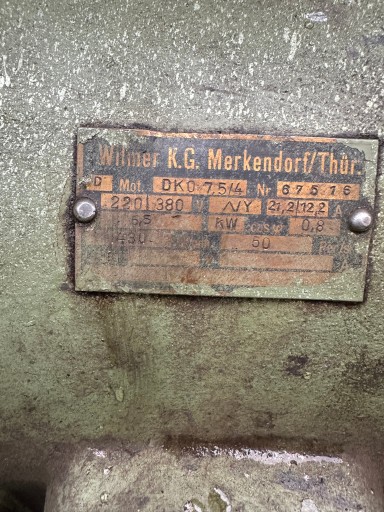 Wilmer K.G. Merkendorf/Thür
D Mot. DKO 7,5/4 Nr 67516
220/380 V Λ/Y 21,2/12,2 A
5,5 KW cos φ 0,8
1430 50